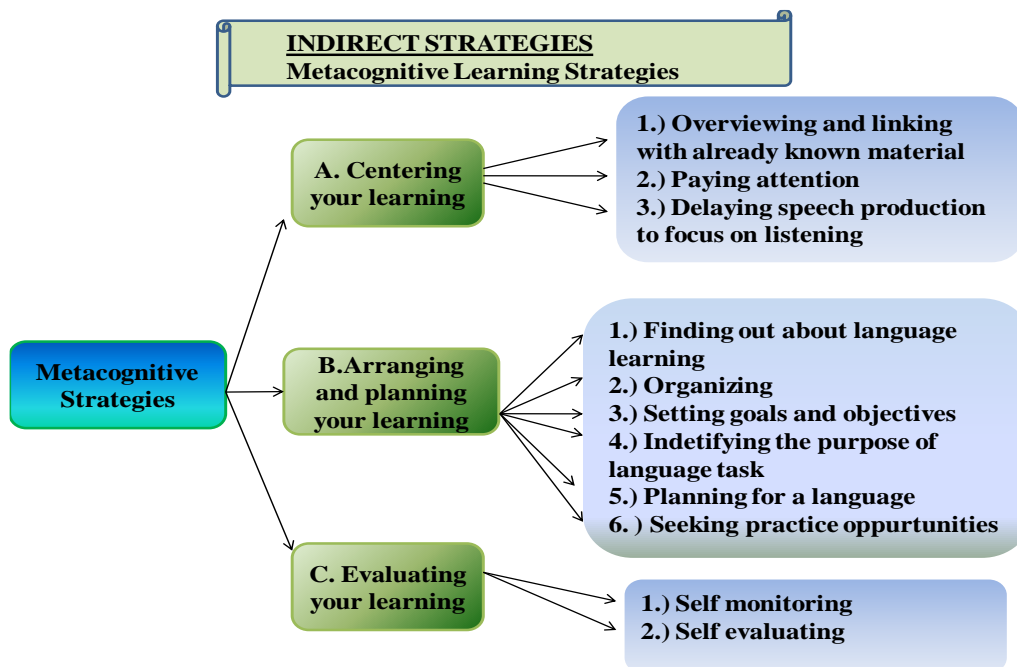 INDIRECT STRATEGIES
Metacognitive Learning Strategies
Metacognitive
Strategies
A. Centering
your learning
1.) Overviewing and linking
with already known material
2.) Paying attention
3.) Delaying speech production
to focus on listening
B.Arranging
and planning
your learning
1.) Finding out about language
learning
2.) Organizing
3.) Setting goals and objectives
4.) Indetifying the purpose of
language task
5.) Planning for a language
6. ) Seeking practice oppurtunities
C. Evaluating
your learning
1.) Self monitoring
2.) Self evaluating